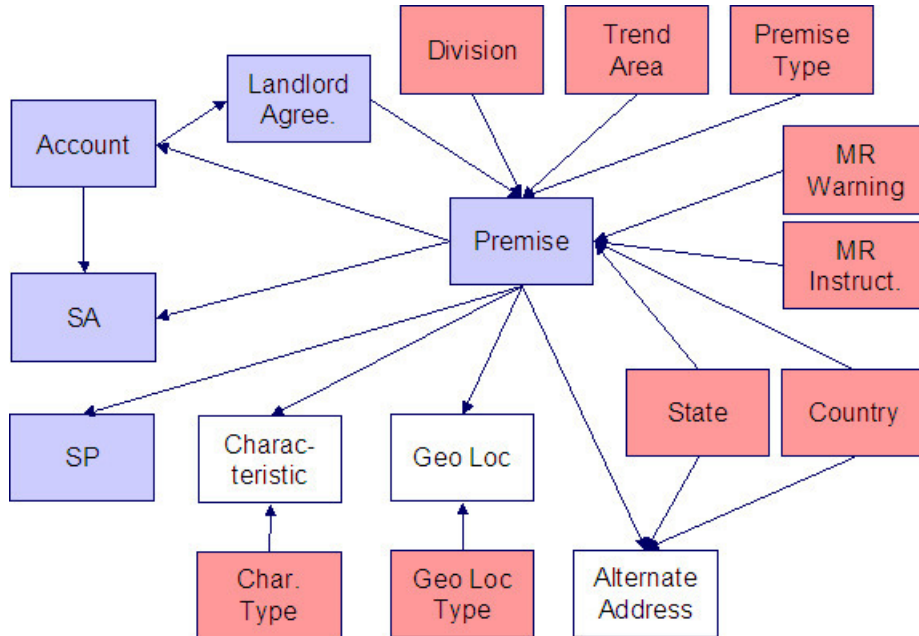 Division
Trend
Area
Premise
Type
Landlord
Agree.
Account
MR
Warning
Premise
MR
Instruct.
SA
State
Country
SP
Charac-
teristic
Geo Loc
Char.
Type
Geo Loc
Type
Alternate
Address